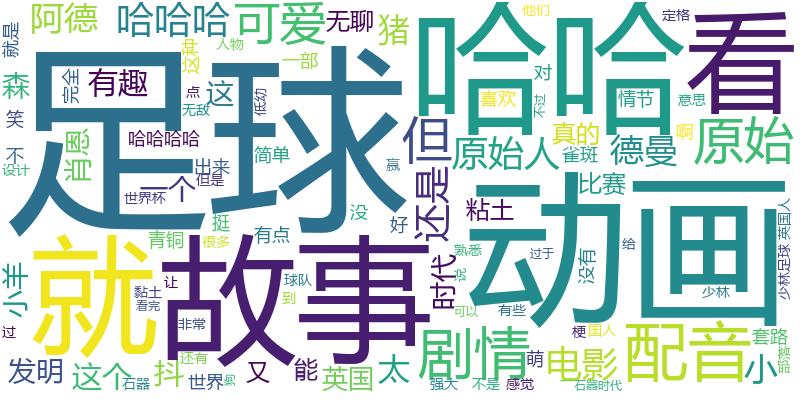 阿德 哈哈哈 可爱 无聊 猪 他们 定格
就是 人物 这种 一部 哈哈 看
森 完全 有趣 这 低幼 喜欢 对 情节 意思
笑 点 无敌 不过
不 肖恩 哈哈哈哈 但 真的 啊
足球 简单 原始人 雀斑 德曼 原始
设计 一个 出来 赢 比赛
世界杯 但是 还是 粘土
挺 没 好 动画 英国人
青铜 很多 有点 熟悉 过于 给
就 故事 时代 说 没有 少林足球
小羊 黏土 让 球队 到 可以 少林
看完 非常 有些
过 剧情 梗 国人 配音 套路
发明 这个 抖 还有 又 能 太 萌 电影 小 部落
石器 世界 英国 强大 不是 感觉 石器时代